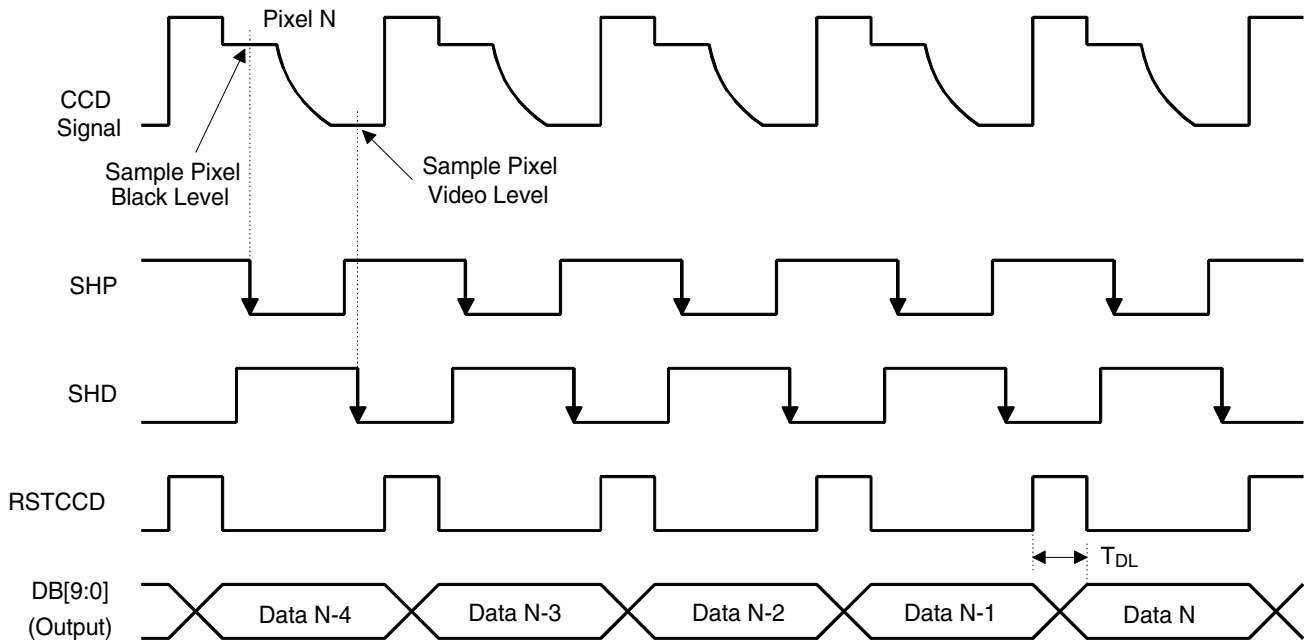 Pixel N
CCD
Signal
Sample Pixel
Black Level
Sample Pixel
Video Level
SHP
SHD
RSTCCD
TDL
DB[9:0]
(Output)
Data N-4
Data N-3
Data N-2
Data N-1
Data N